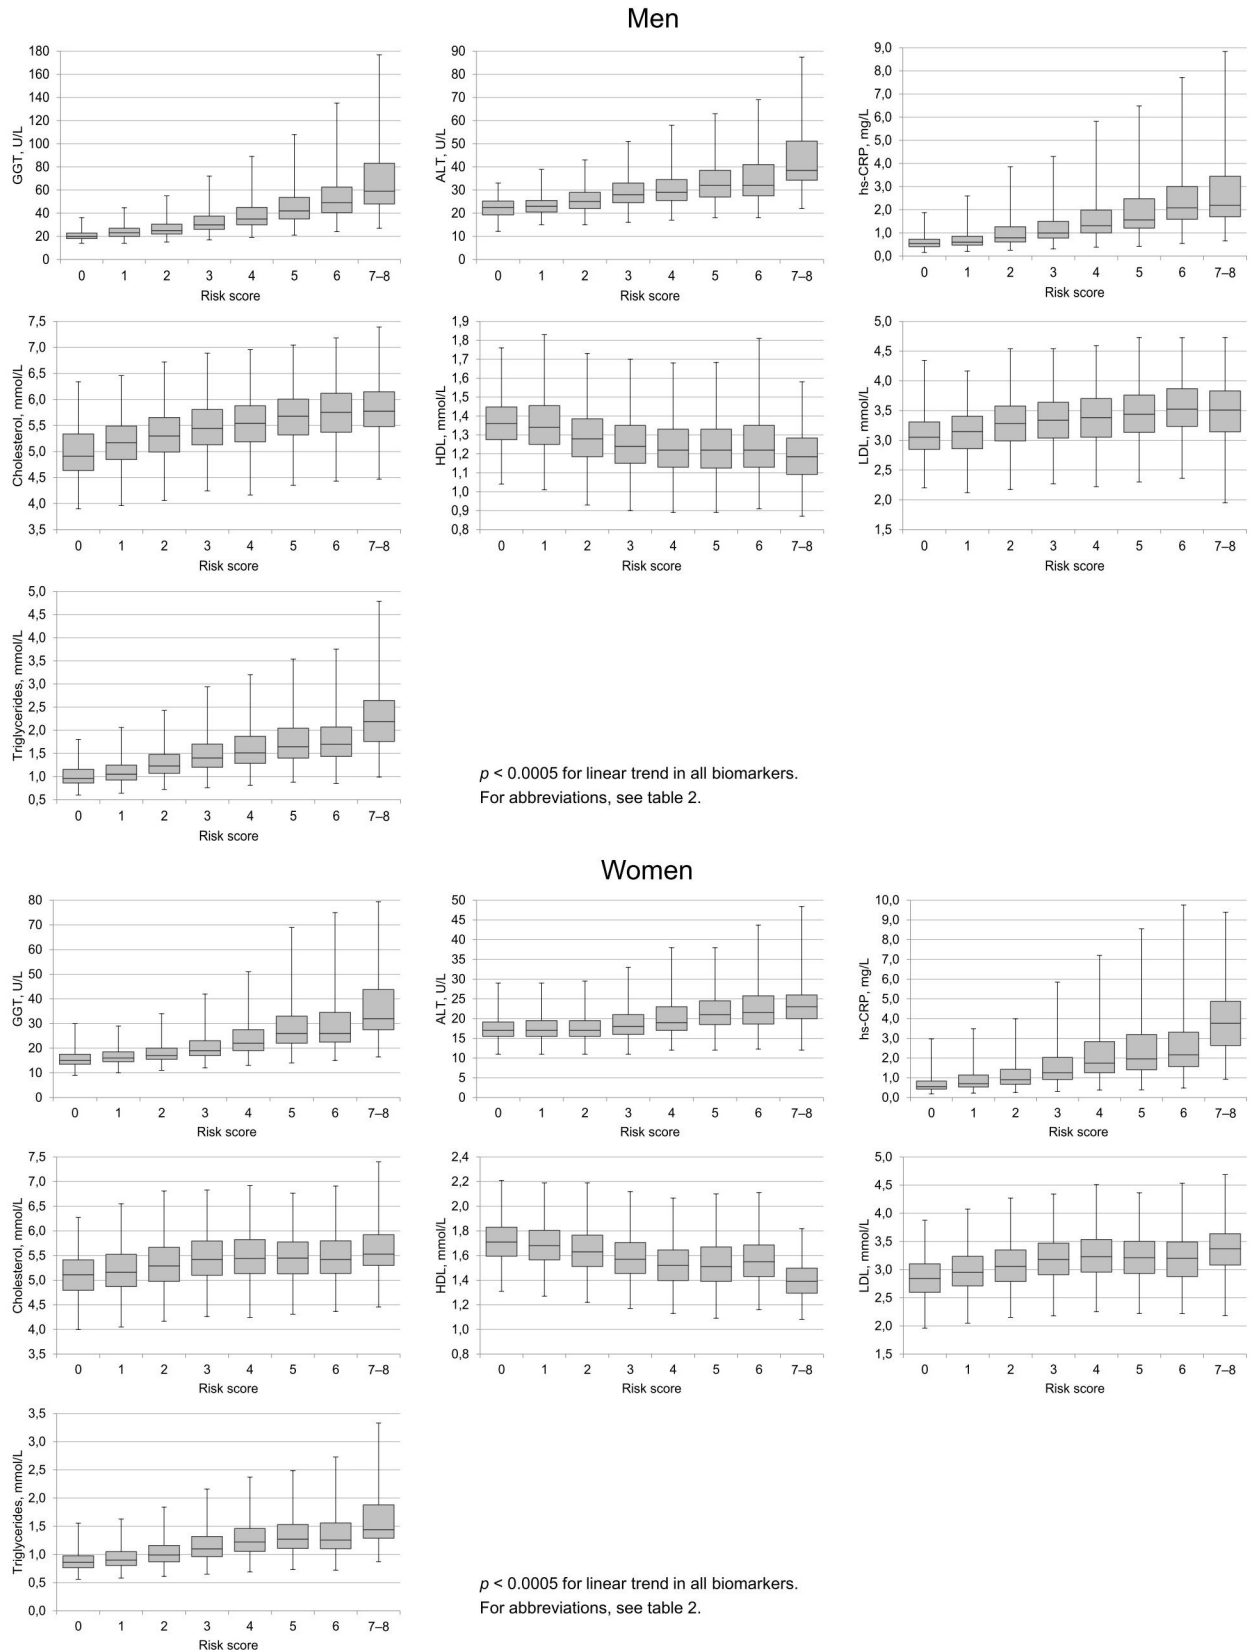 Men
GGT, U/L
180
160
140
120
100
80
60
40
20
0
0 1 2 3 4 5 6 7–8
Risk score
ALT, U/L
90
80
70
60
50
40
30
20
10
0
0 1 2 3 4 5 6 7–8
Risk score
hs-CRP, mg/L
9,0
8,0
7,0
6,0
5,0
4,0
3,0
2,0
1,0
0,0
0 1 2 3 4 5 6 7–8
Risk score
Cholesterol, mmol/L
7,5
7,0
6,5
6,0
5,5
5,0
4,5
4,0
3,5
0 1 2 3 4 5 6 7–8
Risk score
HDL, mmol/L
1,9
1,8
1,7
1,6
1,5
1,4
1,3
1,2
1,1
1,0
0,9
0,8
0 1 2 3 4 5 6 7–8
Risk score
LDL, mmol/L
5,0
4,5
4,0
3,5
3,0
2,5
2,0
1,5
0 1 2 3 4 5 6 7–8
Risk score
Triglycerides, mmol/L
5,0
4,5
4,0
3,5
3,0
2,5
2,0
1,5
1,0
0,5
0 1 2 3 4 5 6 7–8
Risk score
p < 0.0005 for linear trend in all biomarkers.
For abbreviations, see table 2.
Women
GGT, U/L
80
70
60
50
40
30
20
10
0
0 1 2 3 4 5 6 7–8
Risk score
ALT, U/L
50
45
40
35
30
25
20
15
10
5
0
0 1 2 3 4 5 6 7–8
Risk score
hs-CRP, mg/L
10,0
9,0
8,0
7,0
6,0
5,0
4,0
3,0
2,0
1,0
0,0
0 1 2 3 4 5 6 7–8
Risk score
Cholesterol, mmol/L
7,5
7,0
6,5
6,0
5,5
5,0
4,5
4,0
3,5
0 1 2 3 4 5 6 7–8
Risk score
HDL, mmol/L
2,4
2,2
2,0
1,8
1,6
1,4
1,2
1,0
0,8
0 1 2 3 4 5 6 7–8
Risk score
LDL, mmol/L
5,0
4,5
4,0
3,5
3,0
2,5
2,0
1,5
0 1 2 3 4 5 6 7–8
Risk score
Triglycerides, mmol/L
3,5
3,0
2,5
2,0
1,5
1,0
0,5
0,0
0 1 2 3 4 5 6 7–8
Risk score
p < 0.0005 for linear trend in all biomarkers.
For abbreviations, see table 2.